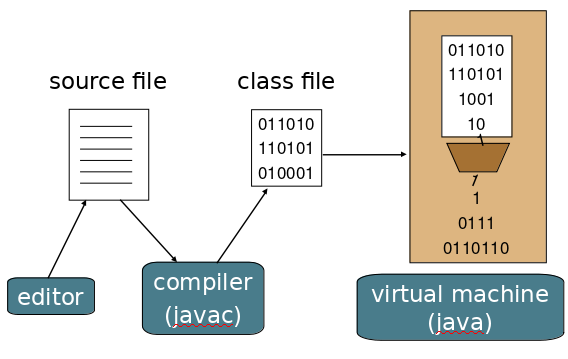 source file
class file
011010
110101
010001
011010
110101
1001
10
1
1
0111
0110110
editor
compiler
(javac)
virtual machine
(java)